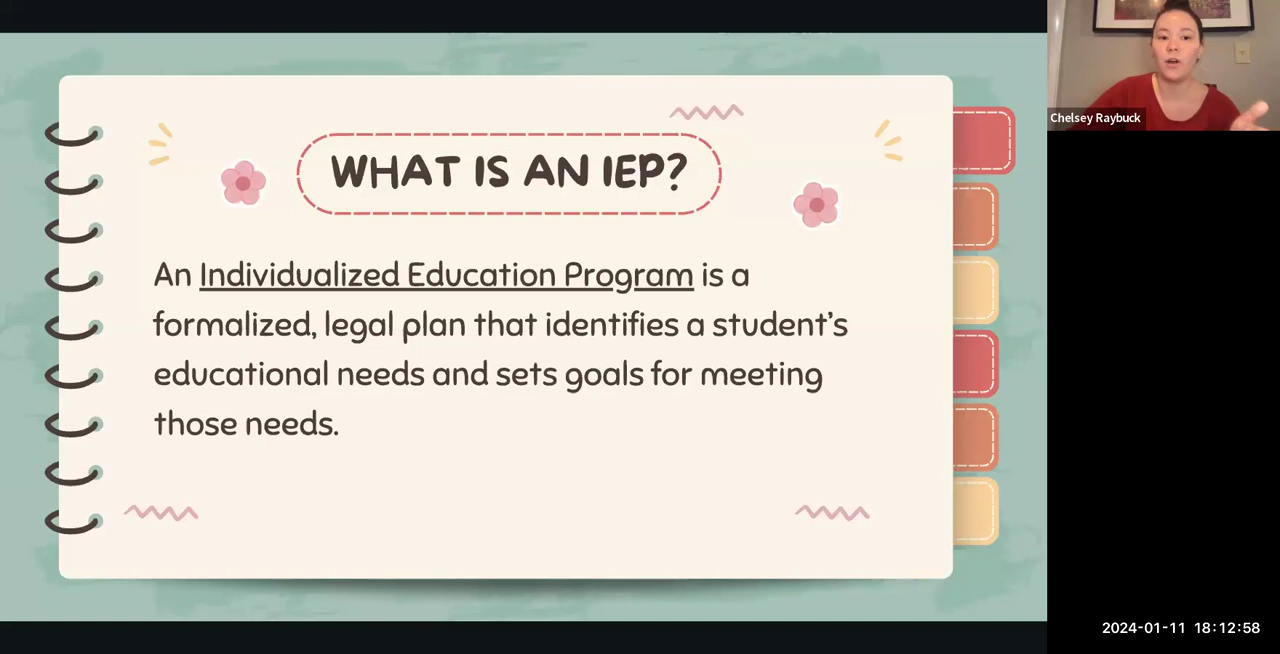 WHAT IS AN IEP?
An Individualized Education Program is a
formalized, legal plan that identifies a student's
educational needs and sets goals for meeting
those needs.
Chelsey Raybuck
2024-01-11 18:12:58